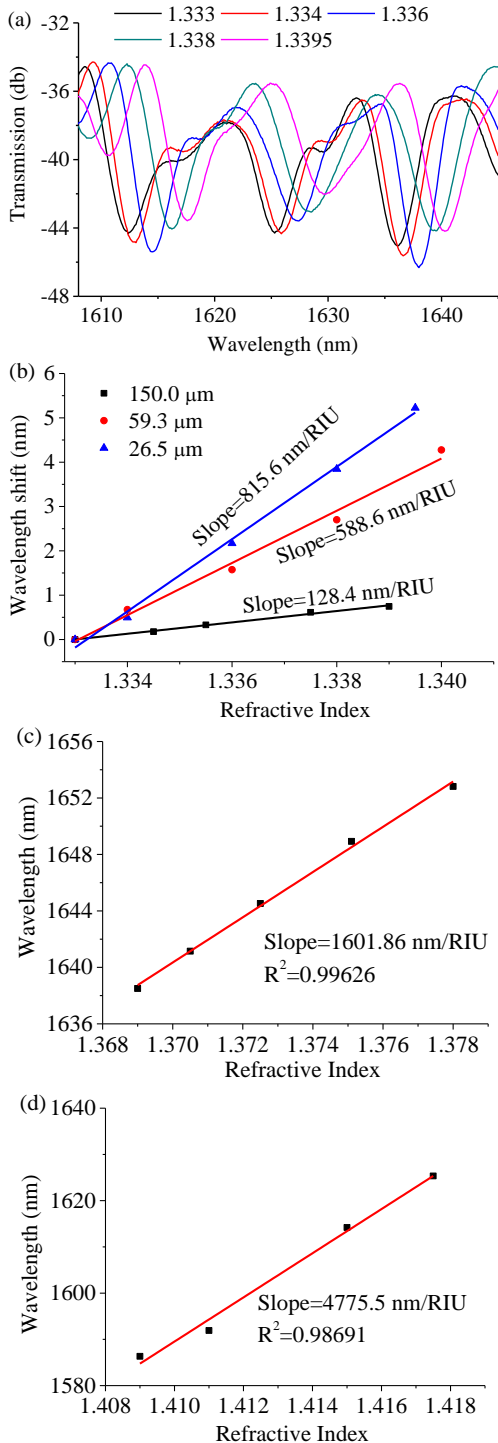 (a)
1.333 1.334 1.336
1.338 1.3395
-32
-36
-40
-44
-48
Transmission (db)
1610 1620 1630 1640
Wavelength (nm)
(b)
6
5
4
3
2
1
0
Wavelength shift (nm)
150.0 μm
59.3 μm
26.5 μm
Slope=815.6 nm/RIU
Slope=588.6 nm/RIU
Slope=128.4 nm/RIU
1.334 1.336 1.338 1.340
Refractive Index
(c)
1656
1652
1648
1644
1640
1636
Wavelength (nm)
Slope=1601.86 nm/RIU
R²=0.99626
1.368 1.370 1.372 1.374 1.376 1.378
Refractive Index
(d)
1640
1620
1600
1580
Wavelength (nm)
Slope=4775.5 nm/RIU
R²=0.98691
1.408 1.410 1.412 1.414 1.416 1.418
Refractive Index